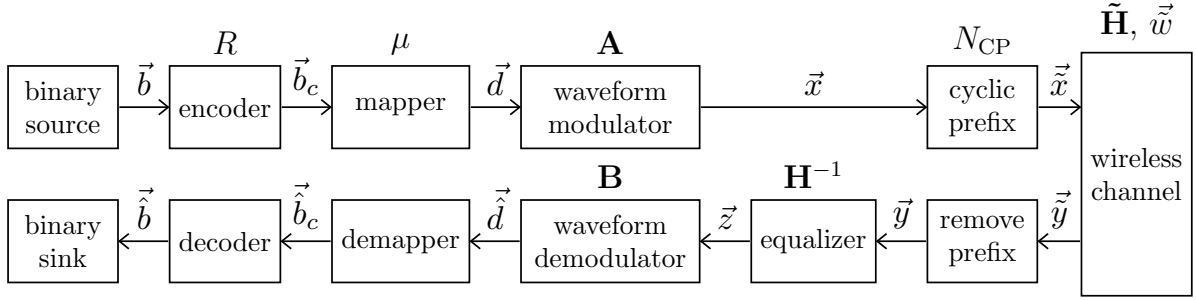 R
μ
A
N_CP
H̃, w̃⃗
binary
source
b⃗
encoder
b⃗_c
mapper
d⃗
waveform
modulator
x⃗
cyclic
prefix
x̃⃗
wireless
channel
B
H⁻¹
binary
sink
b̂⃗
decoder
b̂⃗_c
demapper
d̂⃗
waveform
demodulator
z⃗
equalizer
y⃗
remove
prefix
ỹ⃗